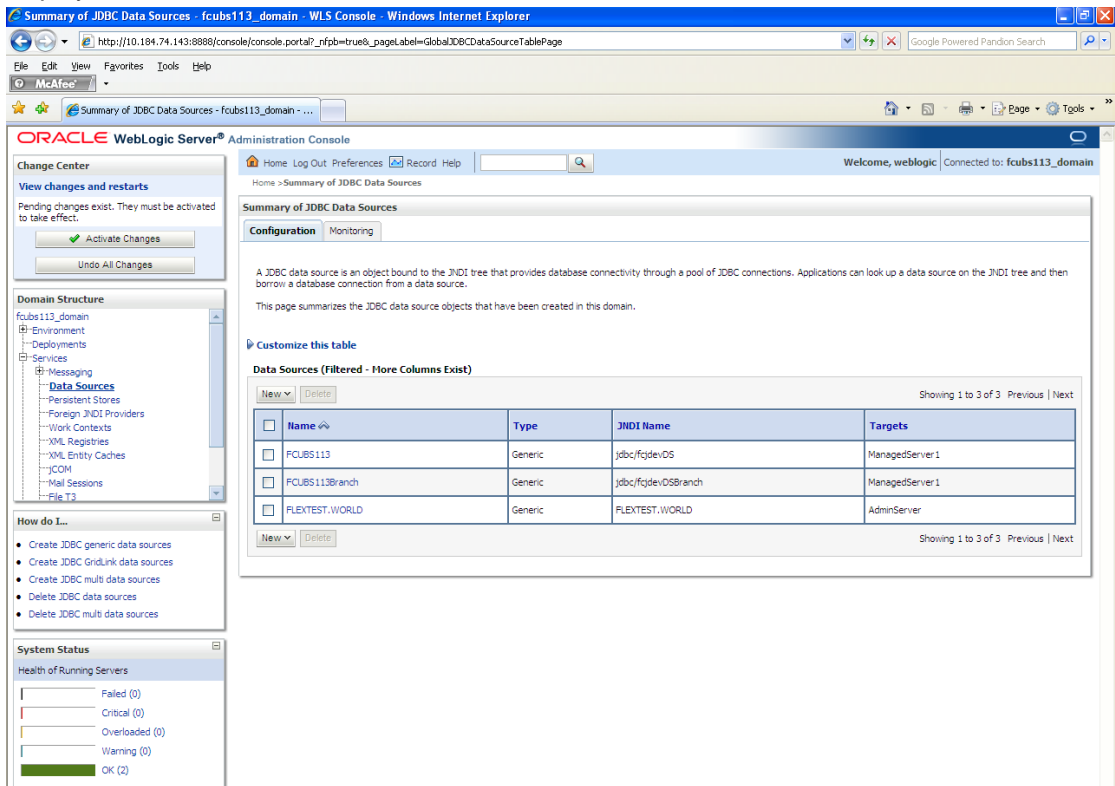 Summary of JDBC Data Sources - fcubs113_domain - WLS Console - Windows Internet Explorer
http://10.184.74.143:8888/console/console.portal?_nfpb=true&_pageLabel=GlobalJDBCDataSourceTablePage
Google Powered Pandion Search
File Edit View Favorites Tools Help
McAfee
Summary of JDBC Data Sources - fcubs113_domain - ...
Page Tools
ORACLE WebLogic Server® Administration Console
Change Center
View changes and restarts
Pending changes exist. They must be activated
to take effect.
Activate Changes
Undo All Changes
Domain Structure
fcubs113_domain
Environment
Deployments
Services
Messaging
Data Sources
Persistent Stores
Foreign JNDI Providers
Work Contexts
XML Registries
XML Entity Caches
jCOM
Mail Sessions
File T3
How do I...
Create JDBC generic data sources
Create JDBC GridLink data sources
Create JDBC multi data sources
Delete JDBC data sources
Delete JDBC multi data sources
System Status
Health of Running Servers
Failed (0)
Critical (0)
Overloaded (0)
Warning (0)
OK (2)
Home Log Out Preferences Record Help
Welcome, weblogic Connected to: fcubs113_domain
Home >Summary of JDBC Data Sources
Summary of JDBC Data Sources
Configuration Monitoring
A JDBC data source is an object bound to the JNDI tree that provides database connectivity through a pool of JDBC connections. Applications can look up a data source on the JNDI tree and then
borrow a database connection from a data source.
This page summarizes the JDBC data source objects that have been created in this domain.
Customize this table
Data Sources (Filtered - More Columns Exist)
New Delete Showing 1 to 3 of 3 Previous | Next
Name Type JNDI Name Targets
FCUBS113 Generic jdbc/fcjdevDS ManagedServer1
FCUBS113Branch Generic jdbc/fcjdevDSBranch ManagedServer1
FLEXTEST.WORLD Generic FLEXTEST.WORLD AdminServer
New Delete Showing 1 to 3 of 3 Previous | Next